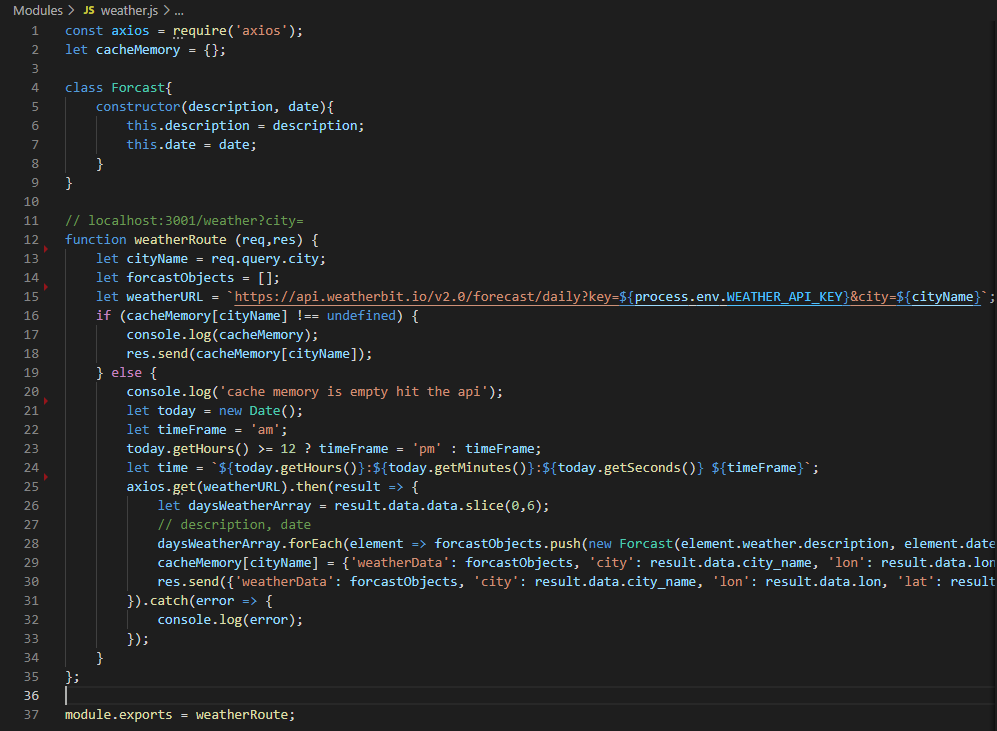 Modules > JS weather.js > ...
1 const axios = require('axios');
2 let cacheMemory = {};
3
4 class Forcast{
5     constructor(description, date){
6         this.description = description;
7         this.date = date;
8     }
9 }
10
11 // localhost:3001/weather?city=
12 function weatherRoute (req,res) {
13     let cityName = req.query.city;
14     let forcastObjects = [];
15     let weatherURL = `https://api.weatherbit.io/v2.0/forecast/daily?key=${process.env.WEATHER_API_KEY}&city=${cityName}`;
16     if (cacheMemory[cityName] !== undefined) {
17         console.log(cacheMemory);
18         res.send(cacheMemory[cityName]);
19     } else {
20         console.log('cache memory is empty hit the api');
21         let today = new Date();
22         let timeFrame = 'am';
23         today.getHours() >= 12 ? timeFrame = 'pm' : timeFrame;
24         let time = `${today.getHours()}:${today.getMinutes()}:${today.getSeconds()} ${timeFrame}`;
25         axios.get(weatherURL).then(result => {
26             let daysWeatherArray = result.data.data.slice(0,6);
27             // description, date
28             daysWeatherArray.forEach(element => forcastObjects.push(new Forcast(element.weather.description, element.date
29             cacheMemory[cityName] = {'weatherData': forcastObjects, 'city': result.data.city_name, 'lon': result.data.lon
30             res.send({'weatherData': forcastObjects, 'city': result.data.city_name, 'lon': result.data.lon, 'lat': result
31         }).catch(error => {
32             console.log(error);
33         });
34     }
35 };
36
37 module.exports = weatherRoute;